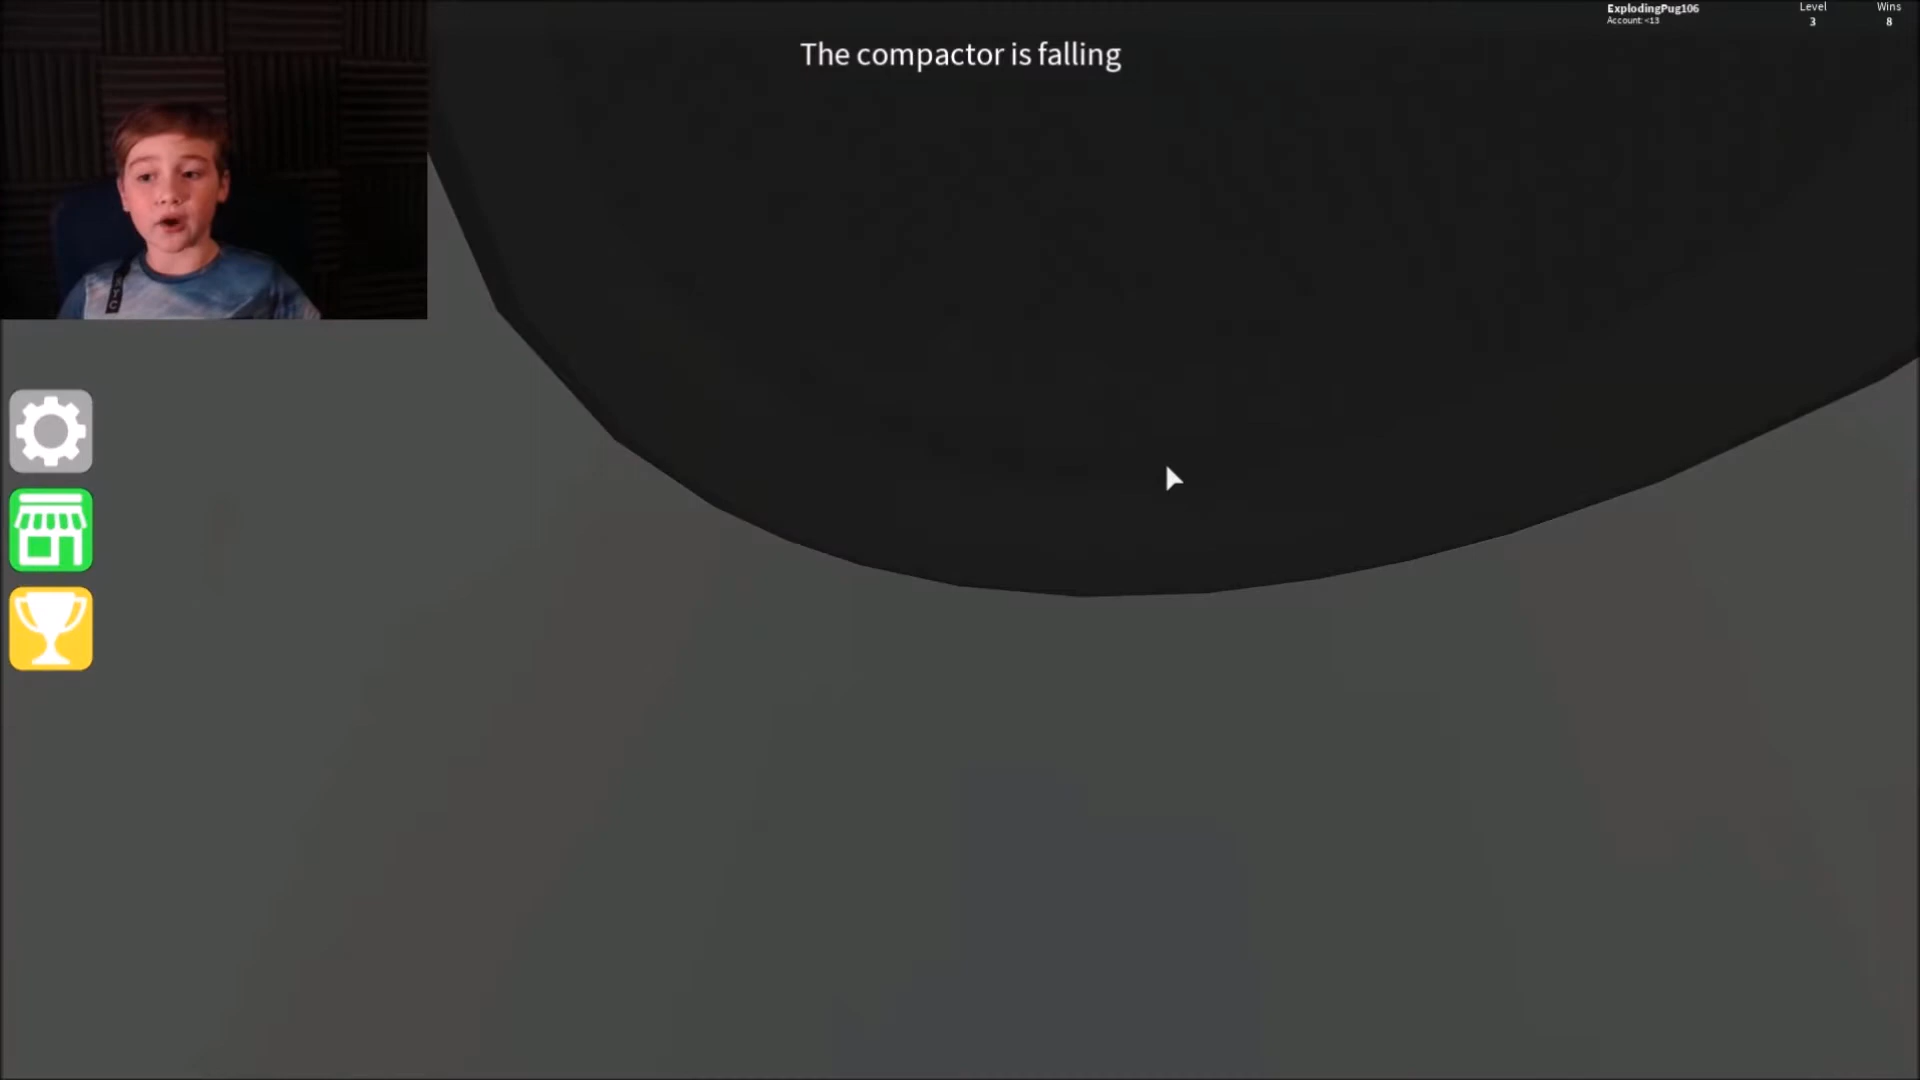 The compactor is falling
ExplodingPug106
Account: <13
Level
3
Wins
8